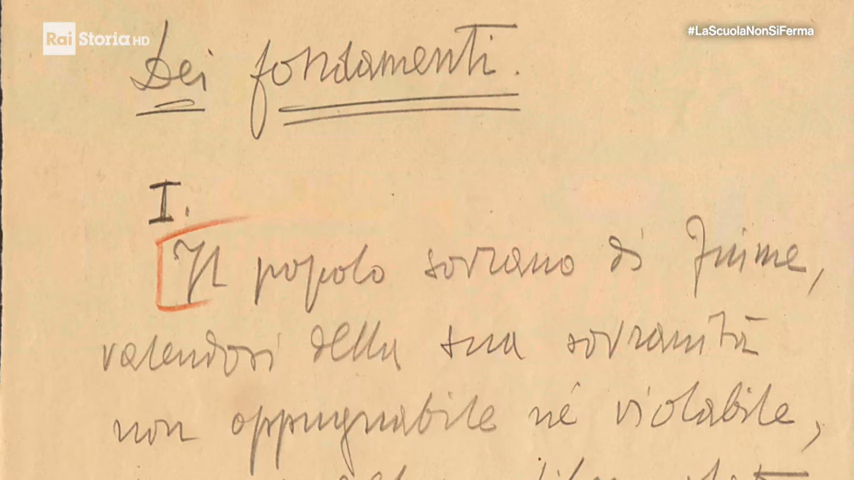 Rai Storia HD
#LaScuolaNonSiFerma
Dei fondamenti.
I.
Il popolo sovrano di Fiume,
valendosi della sua sovranità
non oppugnabile né violabile,